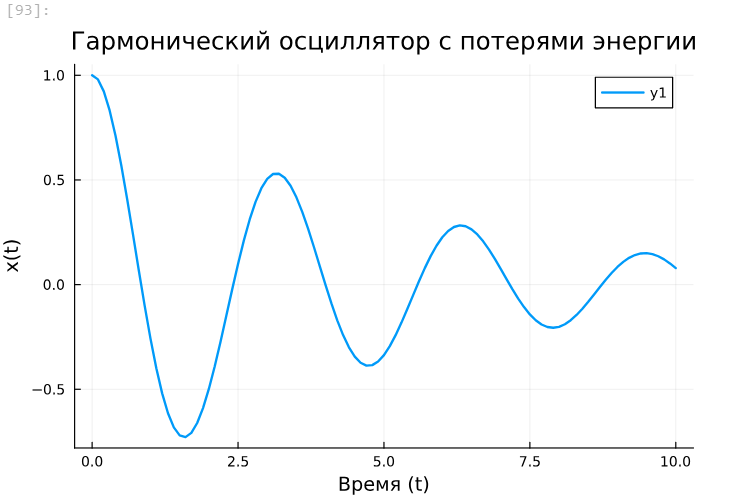 [93]:
Гармонический осциллятор с потерями энергии
y1
1.0
0.5
0.0
−0.5
x(t)
0.0 2.5 5.0 7.5 10.0
Время (t)